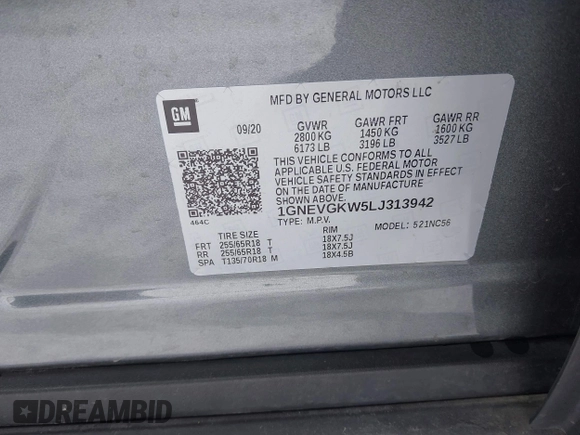 GM
MFD BY GENERAL MOTORS LLC
09/20 GVWR GAWR FRT GAWR RR
2800 KG 1450 KG 1600 KG
6173 LB 3196 LB 3527 LB
THIS VEHICLE CONFORMS TO ALL
APPLICABLE U.S. FEDERAL MOTOR
VEHICLE SAFETY STANDARDS IN EFFECT
ON THE DATE OF MANUFACTURE
SHOWN ABOVE.
1GNEVGKW5LJ313942
TYPE: M.P.V. MODEL: 521NC56
464C
TIRE SIZE RIM
FRT 255/65R18 T 18X7.5J
RR 255/65R18 T 18X7.5J
SPA T135/70R18 M 18X4.5B
DREAMBID